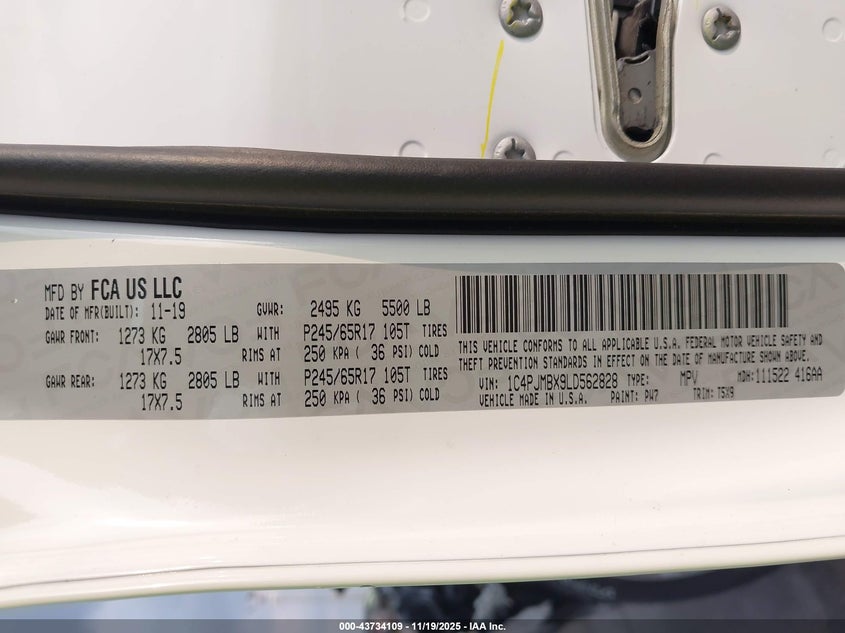 MFD BY FCA US LLC
DATE OF MFR(BUILT): 11-19 GVWR: 2495 KG 5500 LB
GAWR FRONT: 1273 KG 2805 LB WITH P245/65R17 105T TIRES
17X7.5 RIMS AT 250 KPA ( 36 PSI) COLD
GAWR REAR: 1273 KG 2805 LB WITH P245/65R17 105T TIRES
17X7.5 RIMS AT 250 KPA ( 36 PSI) COLD
THIS VEHICLE CONFORMS TO ALL APPLICABLE U.S.A. FEDERAL MOTOR VEHICLE SAFETY AND
THEFT PREVENTION STANDARDS IN EFFECT ON THE DATE OF MANUFACTURE SHOWN ABOVE.
VIN: 1C4PJMBX9LD562828 TYPE: MPV MDH:111522 416AA
VEHICLE MADE IN U.S.A. PAINT: PW7 TRIM: TSX9
000-43734109 - 11/19/2025 - IAA, Inc.